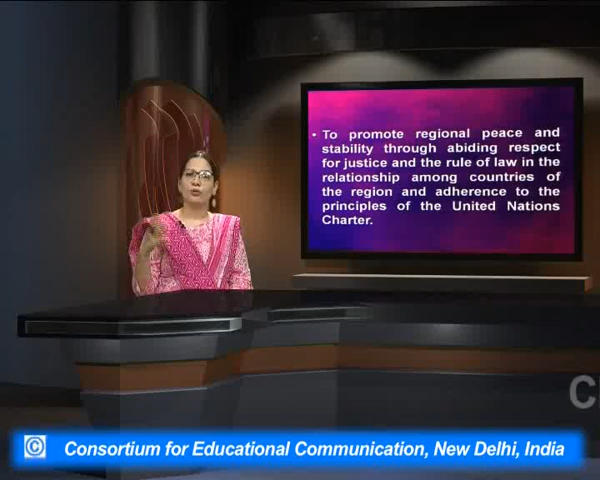 • To promote regional peace and
stability through abiding respect
for justice and the rule of law in the
relationship among countries of
the region and adherence to the
principles of the United Nations
Charter.
C
© Consortium for Educational Communication, New Delhi, India